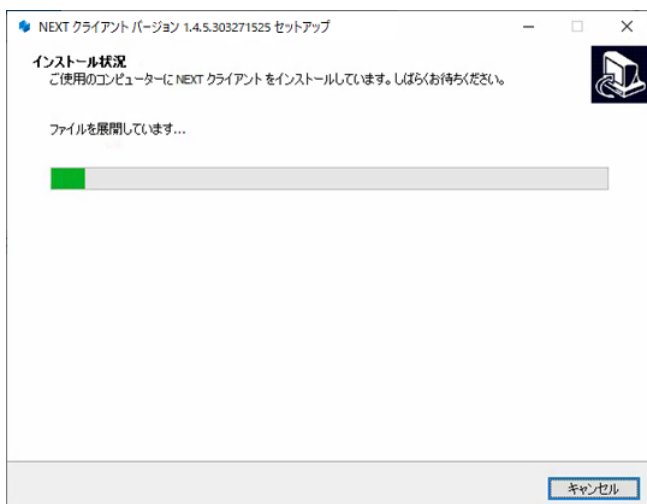 NEXT クライアント バージョン 1.4.5.303271525 セットアップ
インストール状況
ご使用のコンピューターに NEXT クライアント をインストールしています。しばらくお待ちください。
ファイルを展開しています...
キャンセル